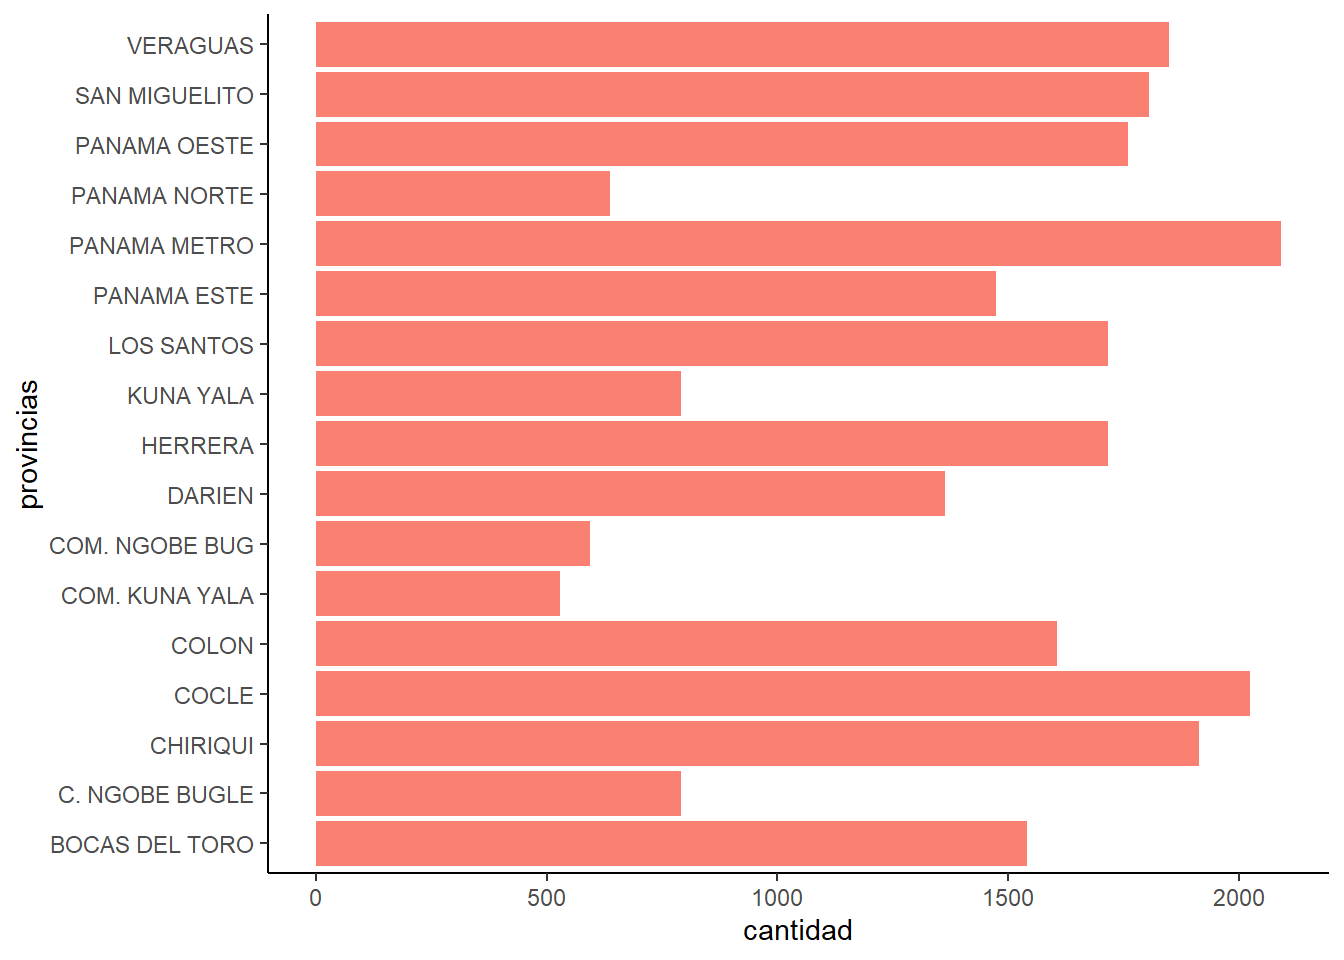 VERAGUAS
SAN MIGUELITO
PANAMA OESTE
PANAMA NORTE
PANAMA METRO
PANAMA ESTE
LOS SANTOS
KUNA YALA
HERRERA
DARIEN
COM. NGOBE BUG
COM. KUNA YALA
COLON
COCLE
CHIRIQUI
C. NGOBE BUGLE
BOCAS DEL TORO
provincias
0 500 1000 1500 2000
cantidad